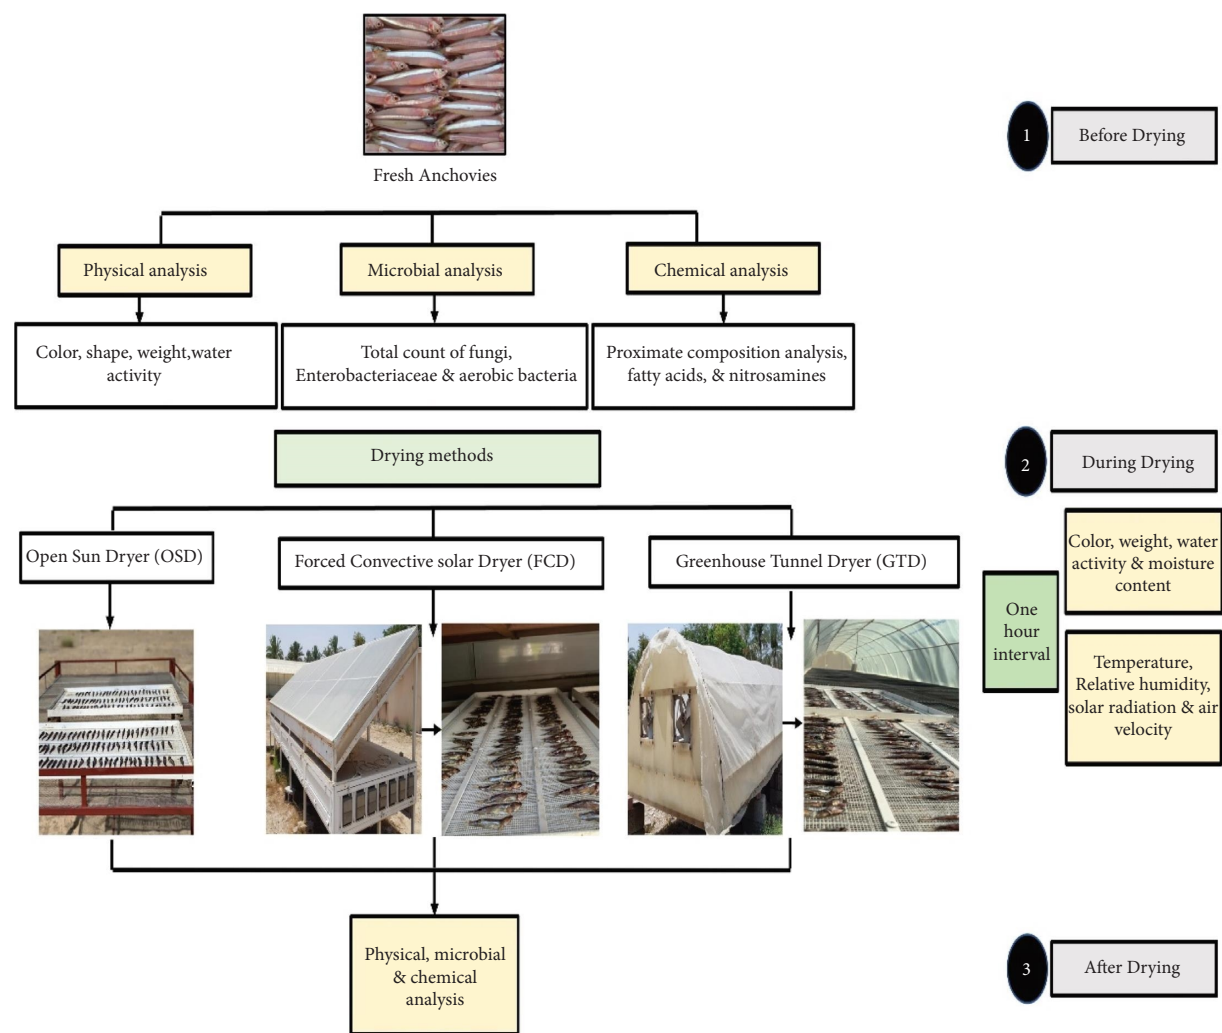 1
Before Drying
Fresh Anchovies
Physical analysis
Microbial analysis
Chemical analysis
Color, shape, weight,water
activity
Total count of fungi,
Enterobacteriaceae & aerobic bacteria
Proximate composition analysis,
fatty acids, & nitrosamines
Drying methods
2
During Drying
Open Sun Dryer (OSD)
Forced Convective solar Dryer (FCD)
Greenhouse Tunnel Dryer (GTD)
One
hour
interval
Color, weight, water
activity & moisture
content
Temperature,
Relative humidity,
solar radiation & air
velocity
Physical, microbial
& chemical
analysis
3
After Drying